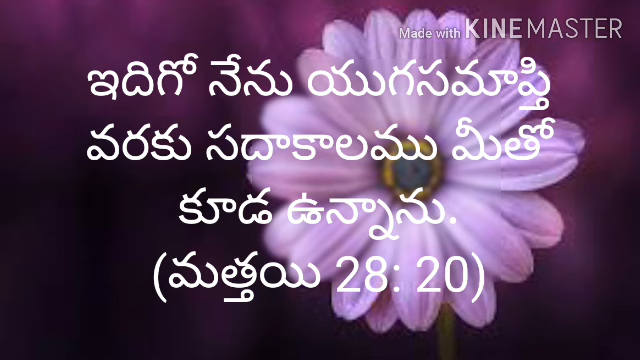 Made with KINEMASTER
ఇదిగో నేను యుగసమాప్తి
వరకు సదాకాలము మీతో
కూడ ఉన్నాను.
(మత్తయి 28: 20)